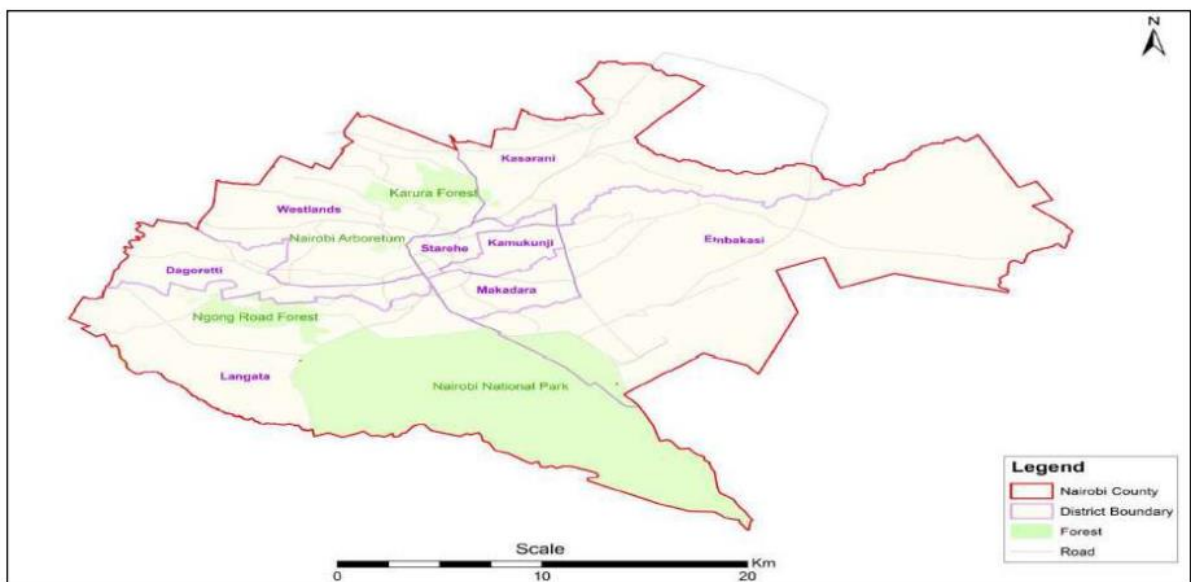 N
Kasarani
Karura Forest
Westlands
Nairobi Arboretum
Starehe
Kamukunji
Embakasi
Dagoretti
Makadara
Ngong Road Forest
Langata
Nairobi National Park
Legend
Nairobi County
District Boundary
Forest
Road
Scale
Km
0 10 20